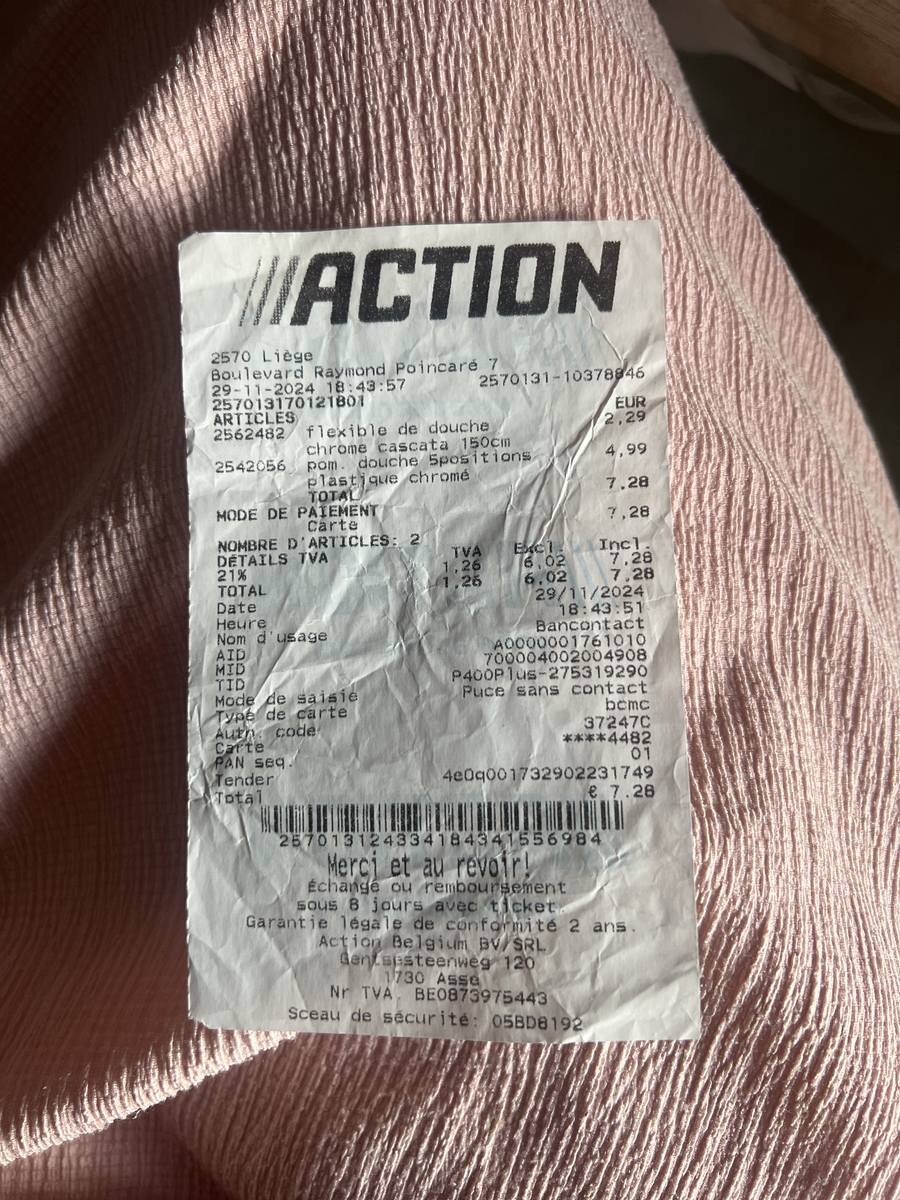 ACTION
2570 Liège
Boulevard Raymond Poincaré 7
29-11-2024 18:43:57 2570131-10378846
257013170121801 EUR
ARTICLES 2,29
2562482 flexible de douche
chrome cascata 150cm 4,99
2542056 pom. douche 5positions
plastique chromé 7.28
TOTAL
MODE DE PAIEMENT 7,28
Carte
NOMBRE D'ARTICLES: 2
DÉTAILS TVA TVA Excl. Incl.
21% 1,26 6,02 7,28
TOTAL 1,26 6.02 7.28
Date 29/11/2024
Heure 18:43:51
Nom d'usage Bancontact
AID A0000001761010
MID 700004002004908
TID P400Plus-275319290
Mode de saisie Puce sans contact
Type de carte bcmc
Auth. code 37247C
Carte ****4482
PAN seq. 01
Tender 4e0q001732902231749
Total € 7.28
257013124334184341556984
Merci et au revoir!
Échange ou remboursement
sous 8 jours avec ticket.
Garantie légale de conformité 2 ans.
Action Belgium BV/SRL
Gentsesteenweg 120
1730 Asse
Nr TVA. BE0873975443
Sceau de sécurité: 05BD8192